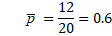 p̅ = 12/20 = 0.6